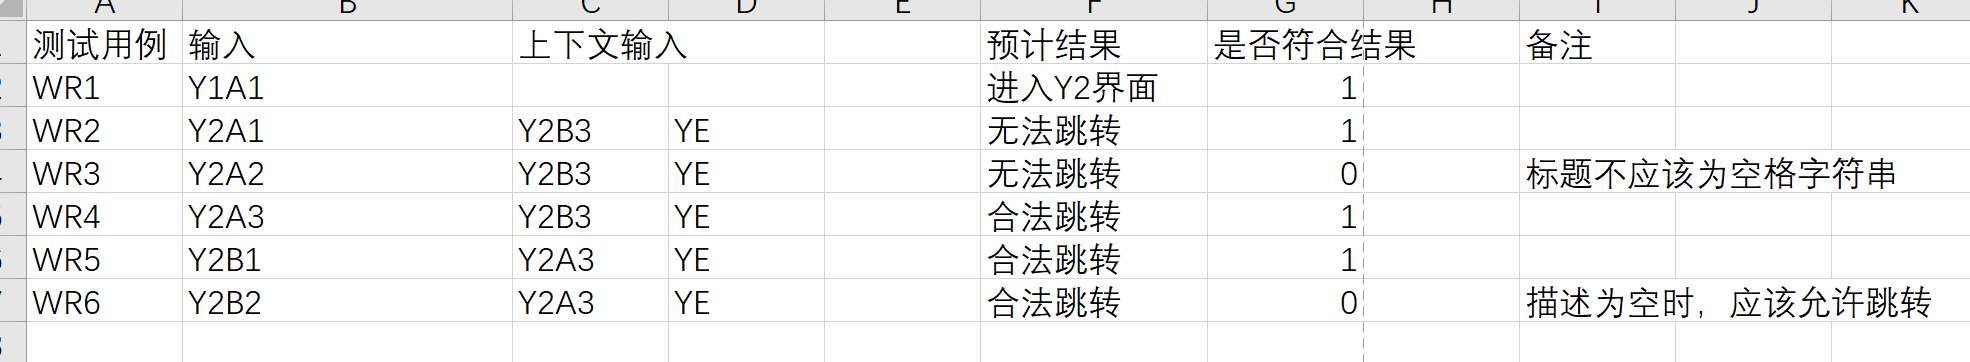 A B C D E F G H I J K
测试用例 输入 上下文输入 预计结果 是否符合结果 备注
WR1 Y1A1 进入Y2界面 1
WR2 Y2A1 Y2B3 YE 无法跳转 1
WR3 Y2A2 Y2B3 YE 无法跳转 0 标题不应该为空格字符串
WR4 Y2A3 Y2B3 YE 合法跳转 1
WR5 Y2B1 Y2A3 YE 合法跳转 1
WR6 Y2B2 Y2A3 YE 合法跳转 0 描述为空时，应该允许跳转